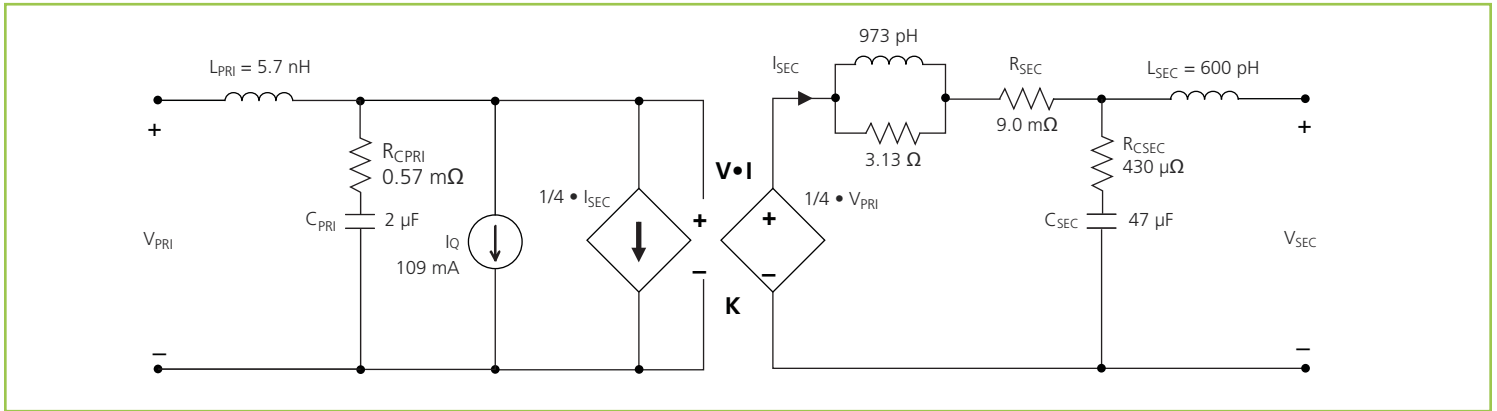 L_PRI = 5.7 nH
+
R_CPRI
0.57 mΩ
C_PRI 2 µF
V_PRI
I_Q
109 mA
1/4 • I_SEC
V•I
+
–
K
1/4 • V_PRI
+
–
I_SEC
973 pH
3.13 Ω
R_SEC
9.0 mΩ
L_SEC = 600 pH
+
R_CSEC
430 µΩ
C_SEC 47 µF
V_SEC
–
–